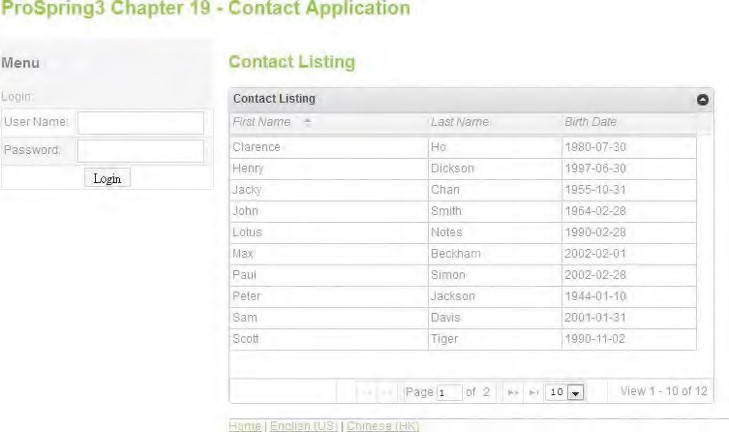 ProSpring3 Chapter 19 - Contact Application
Menu
Login:
User Name:
Password:
Login
Contact Listing
Contact Listing
First Name Last Name Birth Date
Clarence Ho 1980-07-30
Henry Dickson 1997-06-30
Jacky Chan 1955-10-31
John Smith 1964-02-28
Lotus Notes 1990-02-28
Max Beckham 2002-02-01
Paul Simon 2002-02-28
Peter Jackson 1944-01-10
Sam Davis 2001-01-31
Scott Tiger 1990-11-02
Page 1 of 2 10 View 1 - 10 of 12
Home | English (US) | Chinese (HK)